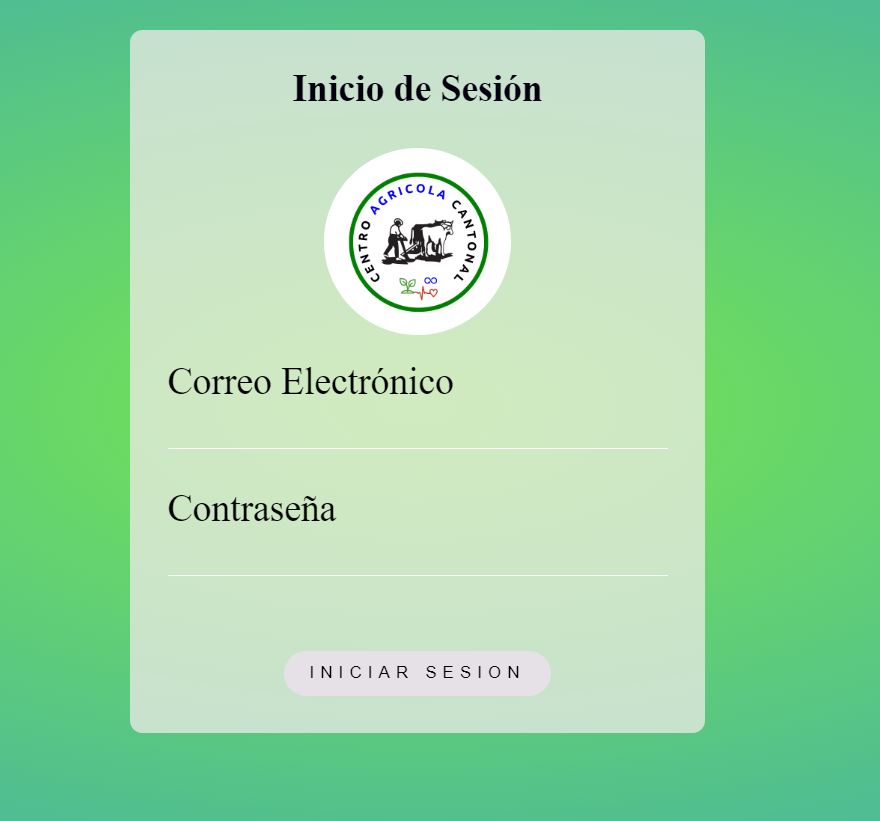 Inicio de Sesión
CENTRO AGRICOLA CANTONAL
Correo Electrónico
Contraseña
INICIAR SESION